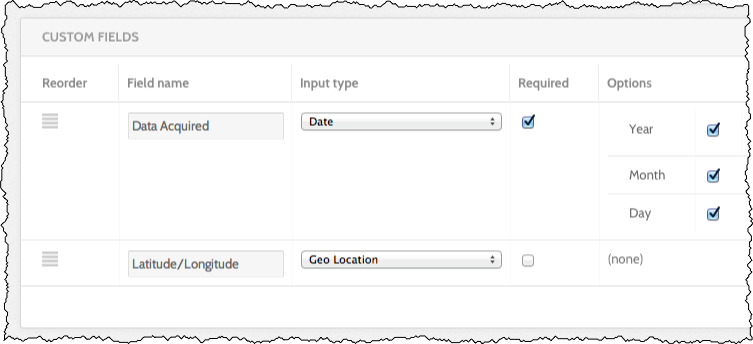 CUSTOM FIELDS
Reorder Field name Input type Required Options
Data Acquired Date Year
Month
Day
Latitude/Longitude Geo Location (none)